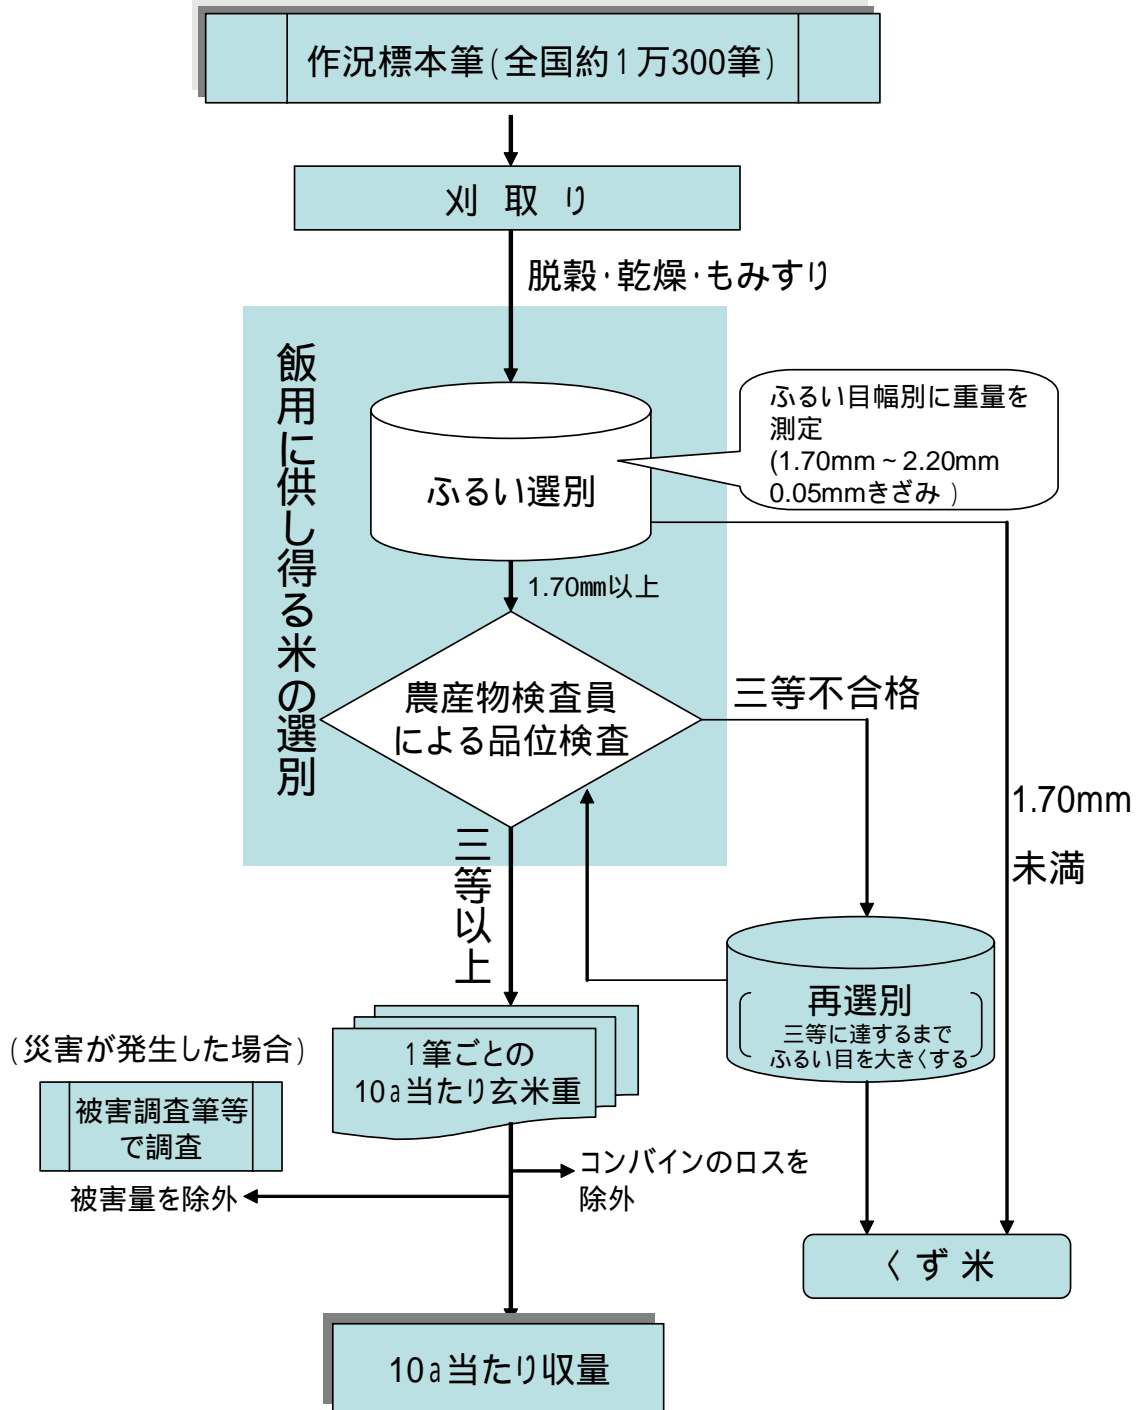 作況標本筆(全国約1万300筆)
刈取り
脱穀・乾燥・もみすり
飯用に供し得る米の選別
ふるい目幅別に重量を
測定
(1.70mm~2.20mm
0.05mmきざみ )
ふるい選別
1.70㎜以上
農産物検査員
による品位検査
三等不合格
1.70mm
未満
三等以上
再選別
三等に達するまで
ふるい目を大きくする
(災害が発生した場合)
1筆ごとの
10a当たり玄米重
被害調査筆等
で調査
コンバインのロスを
除外
被害量を除外
くず米
10a当たり収量